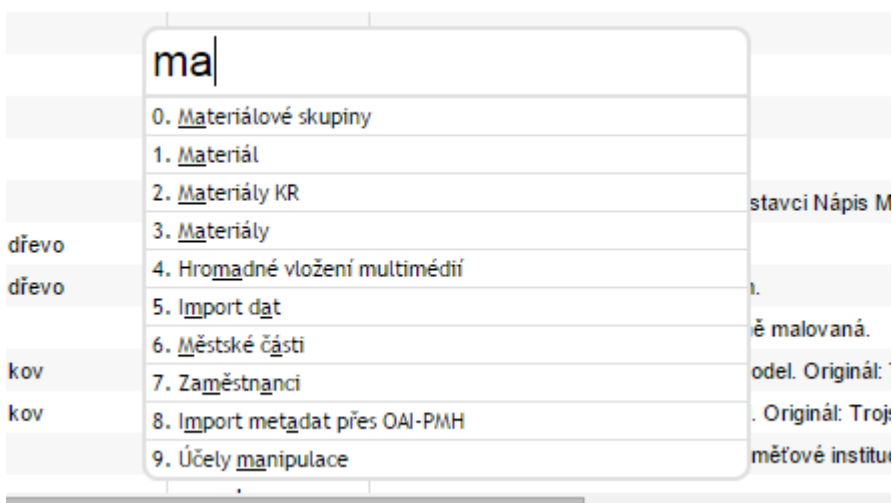 ma
0. Materiálové skupiny
1. Materiál
2. Materiály KR
3. Materiály
4. Hromadné vložení multimédií
5. Import dat
6. Městské části
7. Zaměstnanci
8. Import metadat přes OAI-PMH
9. Účely manipulace
stavci Nápis M
dřevo
dřevo
ě malovaná.
kov
odel. Originál:
kov
. Originál: Trojs
měťové instituc